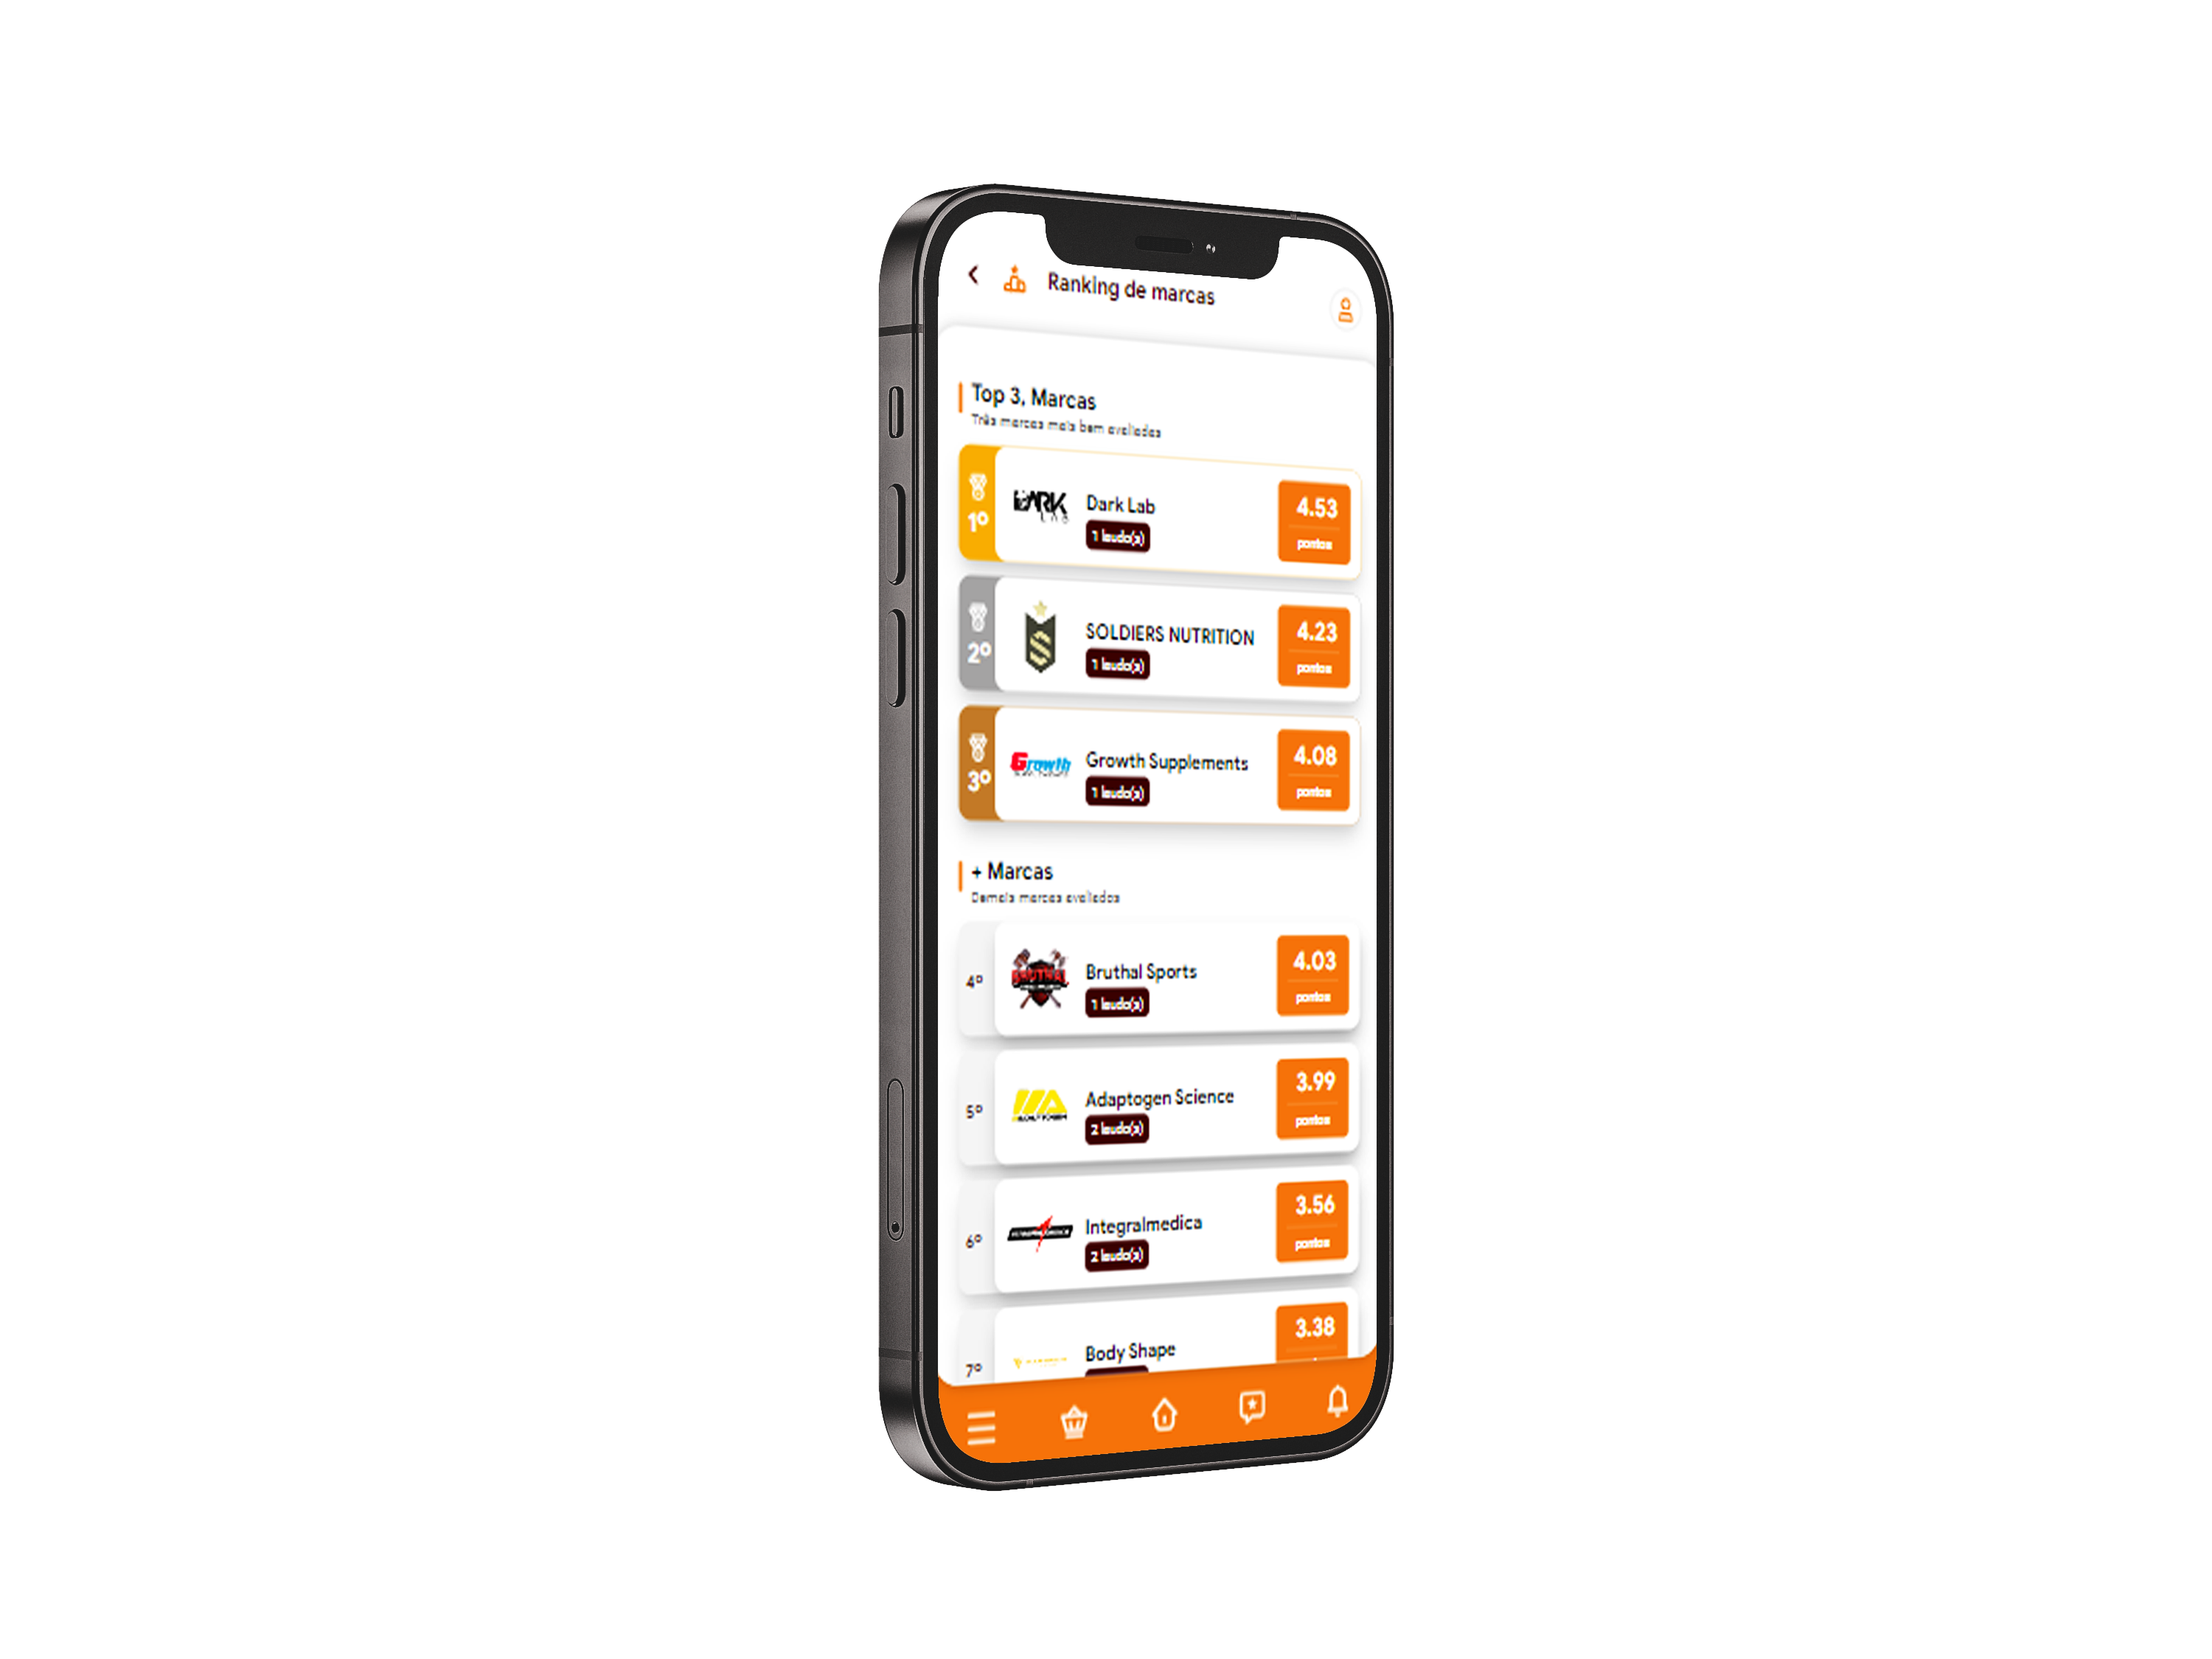 Ranking de marcas
Top 3, Marcas
Três marcas mais bem avaliadas
1º
DARK LAB
Dark Lab
1 laudo(s)
4.53
pontos
2º
S
SOLDIERS NUTRITION
1 laudo(s)
4.23
pontos
3º
Growth
Growth Supplements
1 laudo(s)
4.08
pontos
+ Marcas
Demais marcas avaliadas
4º
BRUTHAL
Bruthal Sports
1 laudo(s)
4.03
pontos
5º
Adaptogen Science
2 laudo(s)
3.99
pontos
6º
Integralmedica
2 laudo(s)
3.56
pontos
7º
Body Shape
3.38